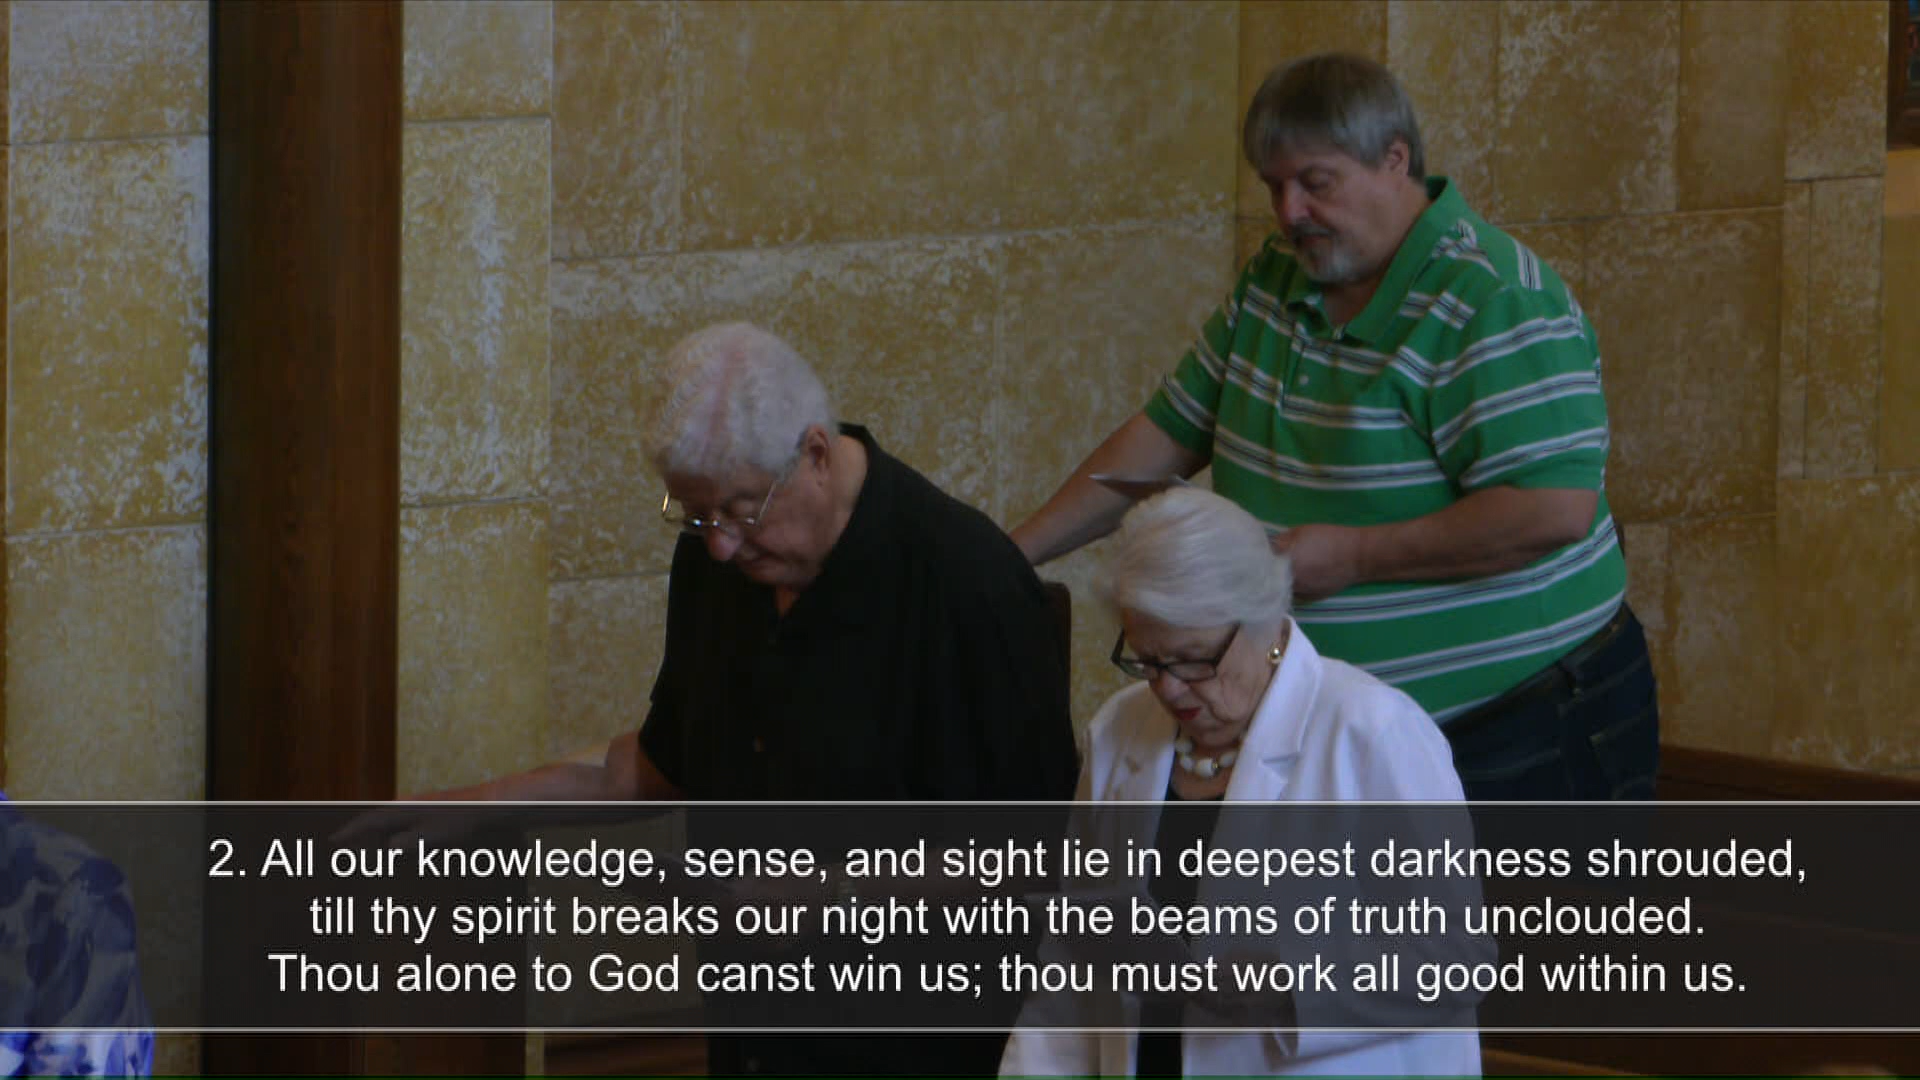 2. All our knowledge, sense, and sight lie in deepest darkness shrouded,
till thy spirit breaks our night with the beams of truth unclouded.
Thou alone to God canst win us; thou must work all good within us.